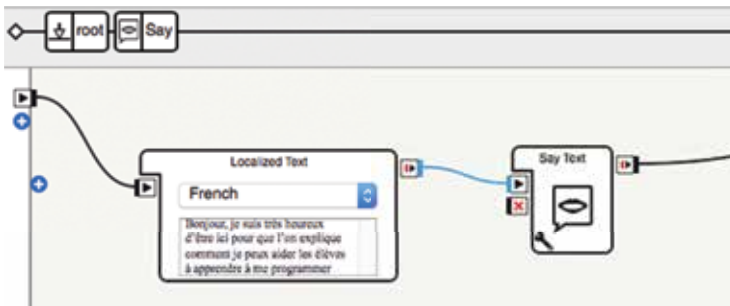 root
Say
Localized Text
Say Text
French
Bonjour, je suis très heureux
d'être ici pour que l'on explique
comment je peux aider les élèves
à apprendre à me programmer